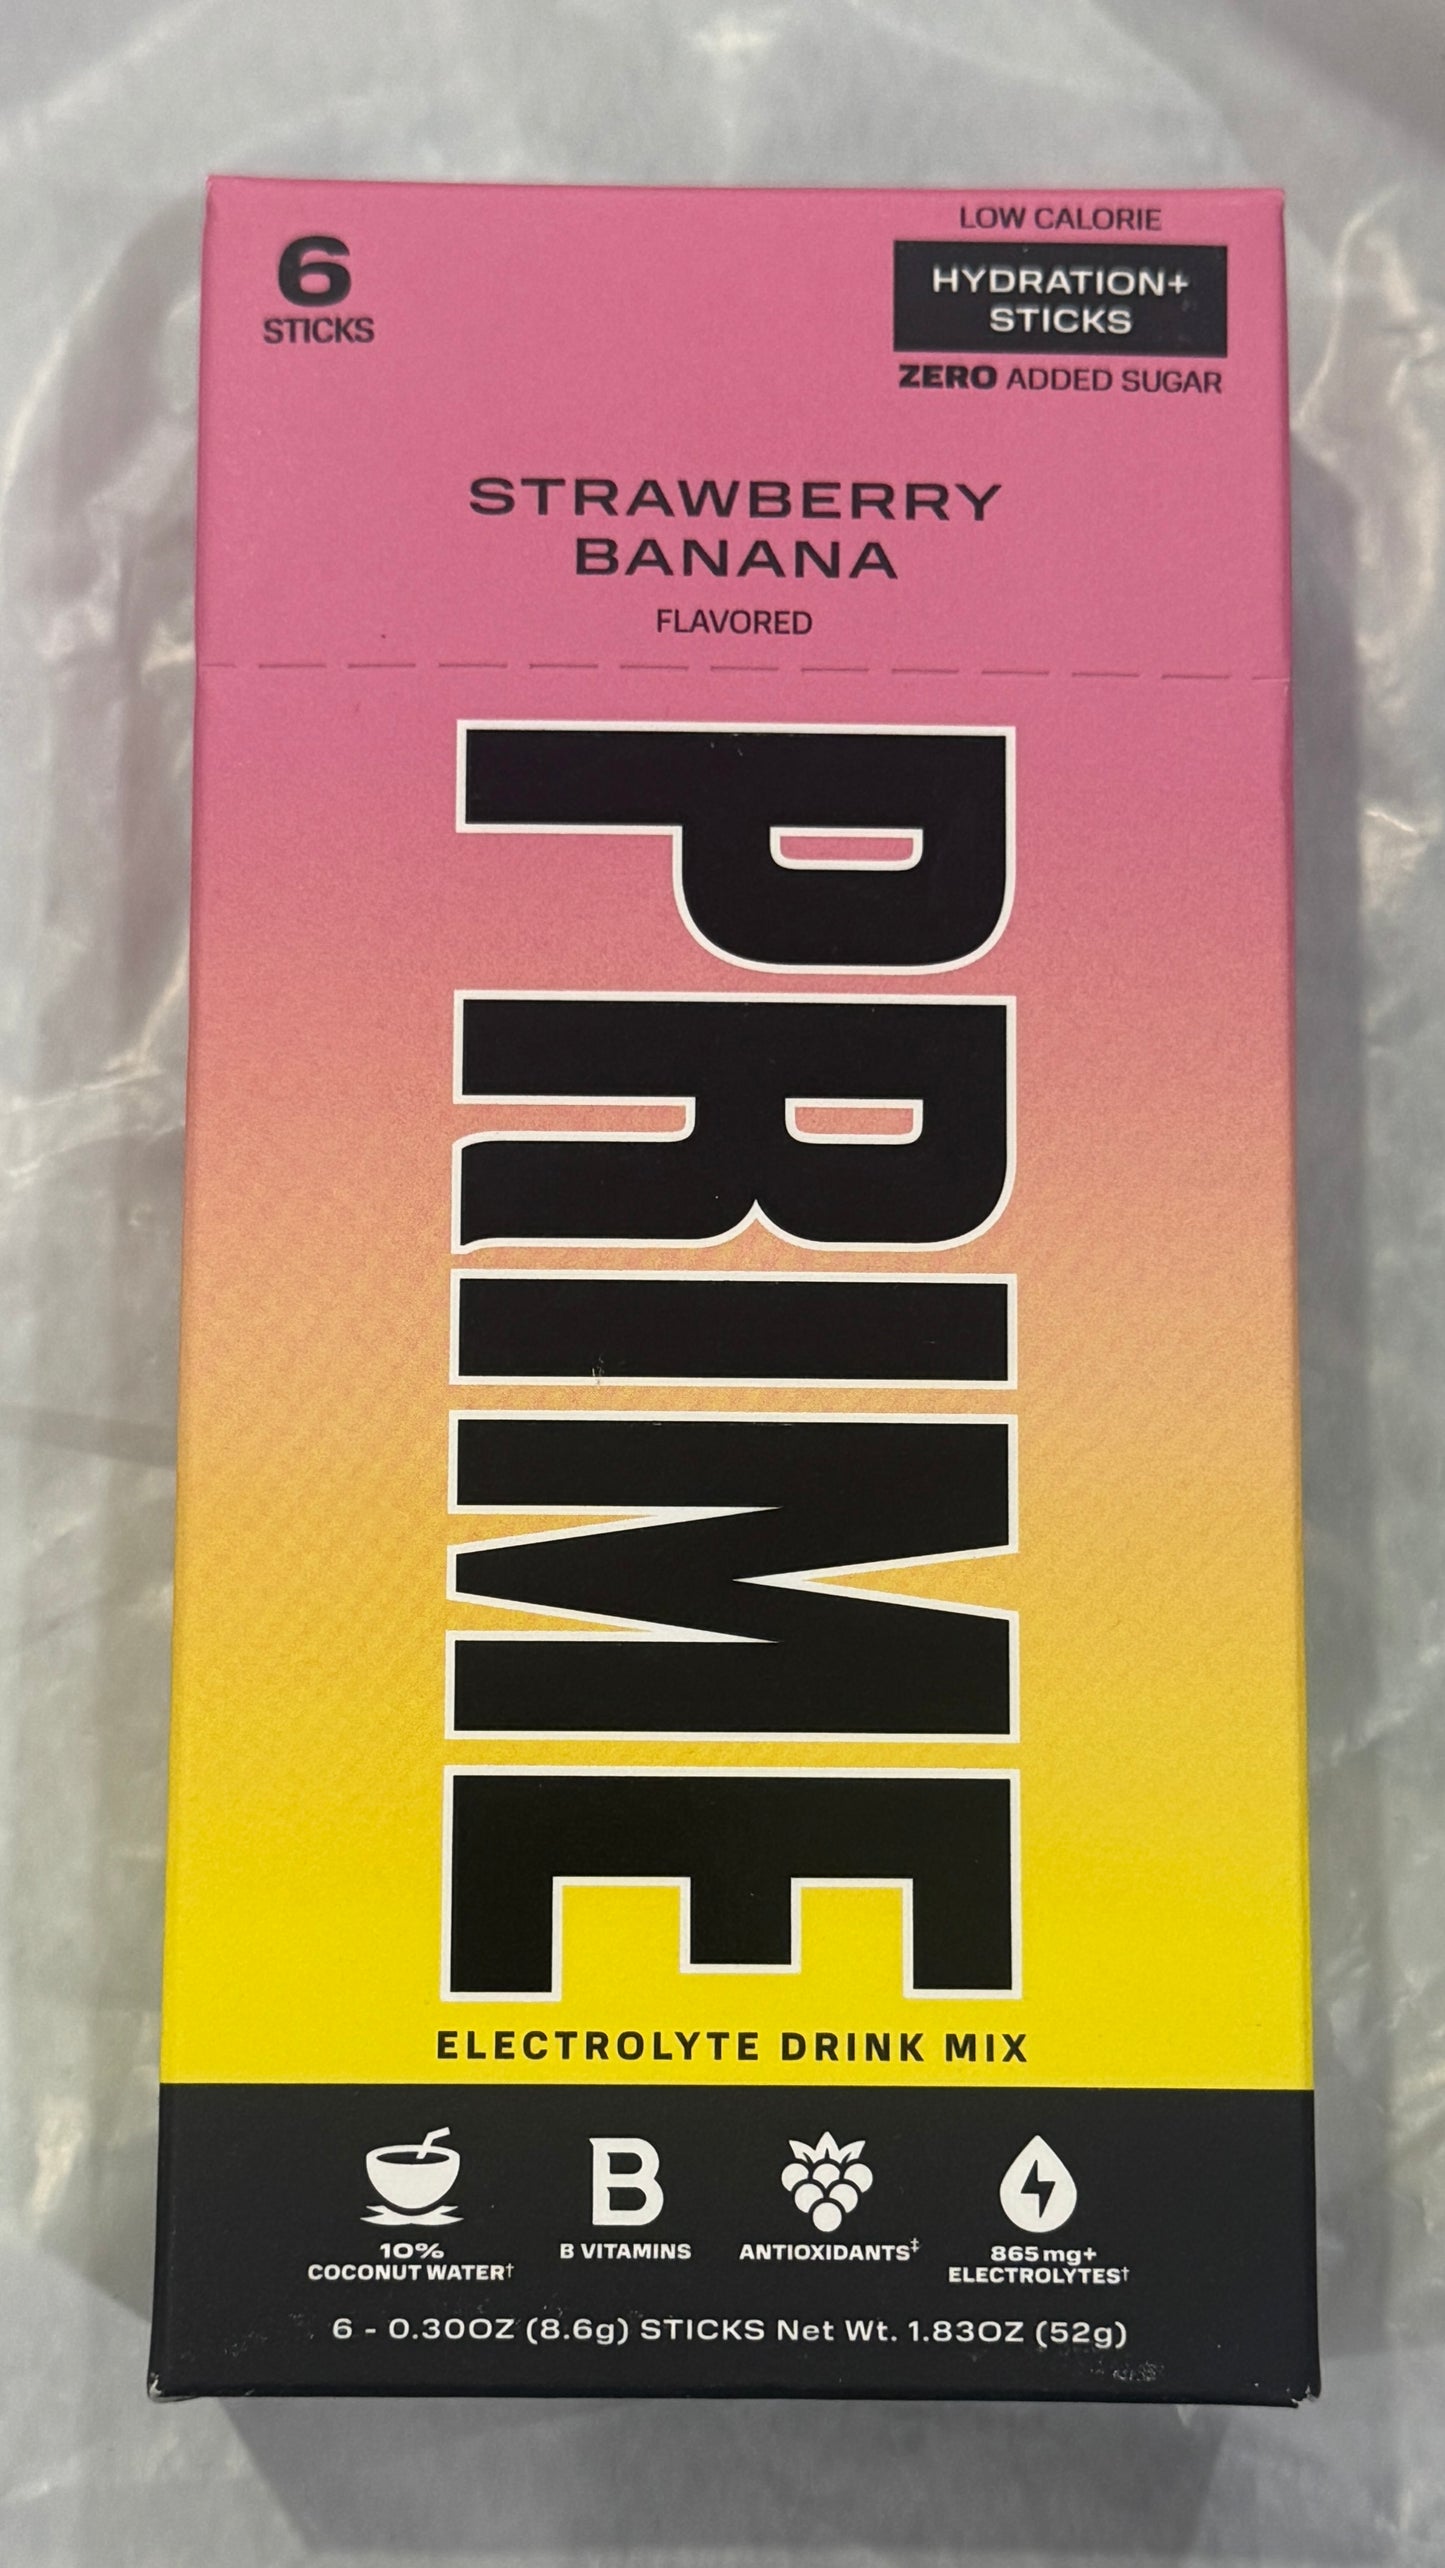 6
STICKS
LOW CALORIE
HYDRATION+
STICKS
ZERO ADDED SUGAR
STRAWBERRY
BANANA
FLAVORED
PRIME
ELECTROLYTE DRINK MIX
10%
COCONUT WATER†
B
B VITAMINS
ANTIOXIDANTS‡
865mg+
ELECTROLYTES†
6 - 0.30OZ (8.6g) STICKS Net Wt. 1.83OZ (52g)